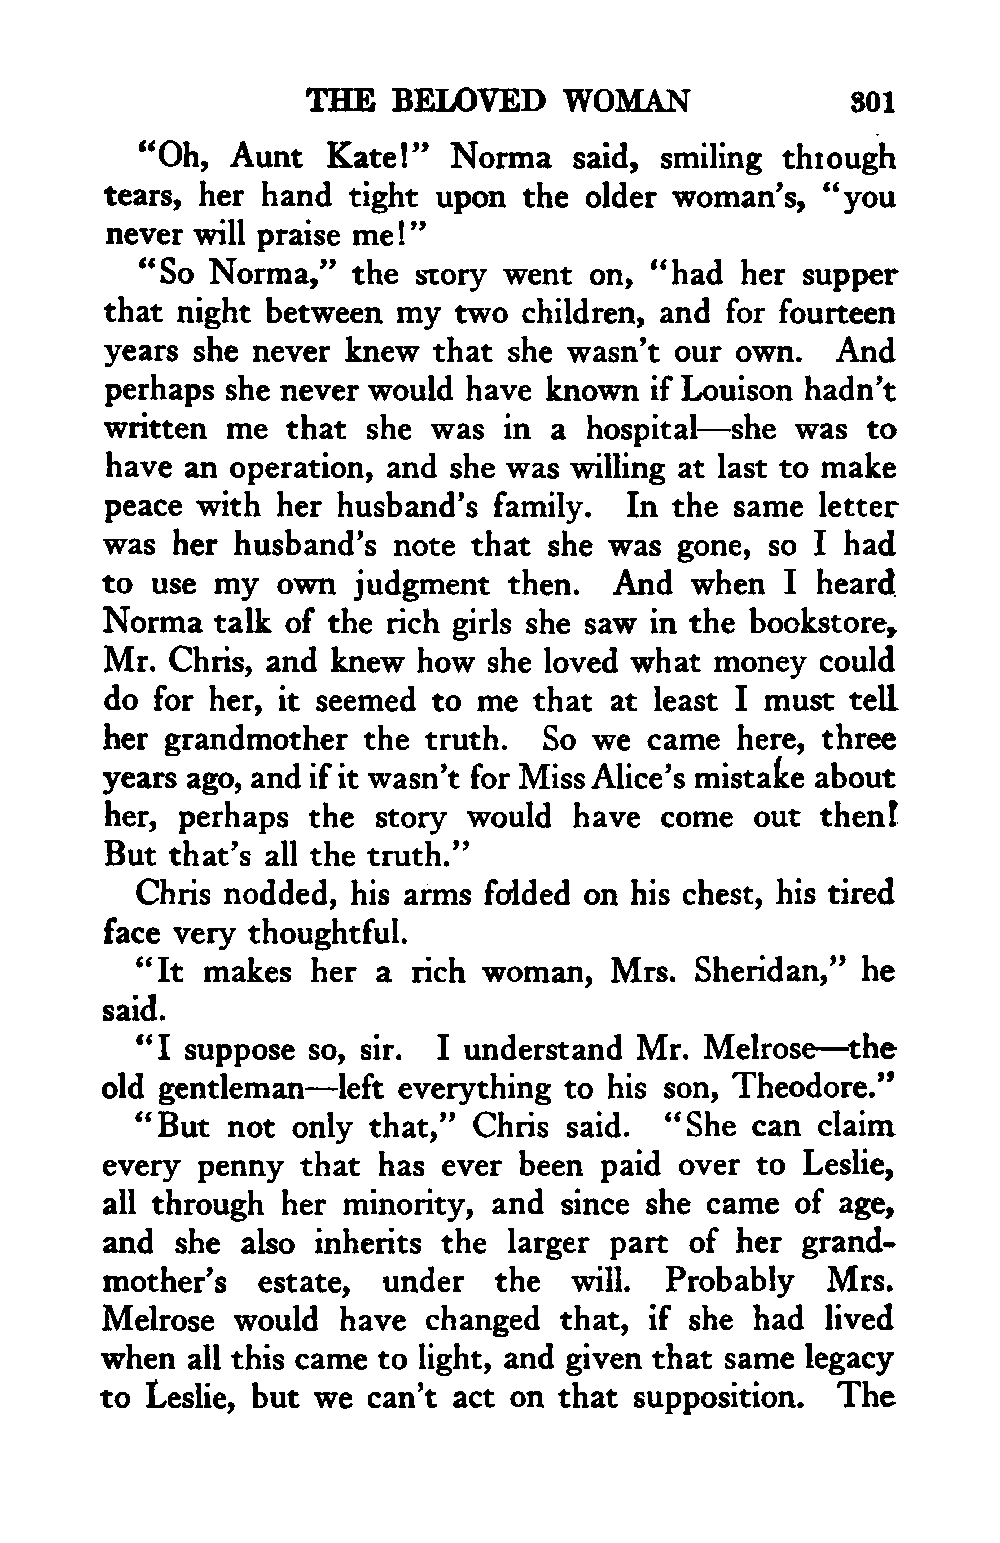 THE BELOVED WOMAN 301
"Oh, Aunt Kate!" Norma said, smiling through
tears, her hand tight upon the older woman's, "you
never will praise me!"
"So Norma," the story went on, "had her supper
that night between my two children, and for fourteen
years she never knew that she wasn't our own. And
perhaps she never would have known if Louison hadn't
written me that she was in a hospital—she was to
have an operation, and she was willing at last to make
peace with her husband's family. In the same letter
was her husband's note that she was gone, so I had
to use my own judgment then. And when I heard
Norma talk of the rich girls she saw in the bookstore,
Mr. Chris, and knew how she loved what money could
do for her, it seemed to me that at least I must tell
her grandmother the truth. So we came here, three
years ago, and if it wasn't for Miss Alice's mistake about
her, perhaps the story would have come out then!
But that's all the truth."
Chris nodded, his arms folded on his chest, his tired
face very thoughtful.
"It makes her a rich woman, Mrs. Sheridan," he
said.
"I suppose so, sir. I understand Mr. Melrose—the
old gentleman—left everything to his son, Theodore."
"But not only that," Chris said. "She can claim
every penny that has ever been paid over to Leslie,
all through her minority, and since she came of age,
and she also inherits the larger part of her grand-
mother's estate, under the will. Probably Mrs.
Melrose would have changed that, if she had lived
when all this came to light, and given that same legacy
to Leslie, but we can't act on that supposition. The